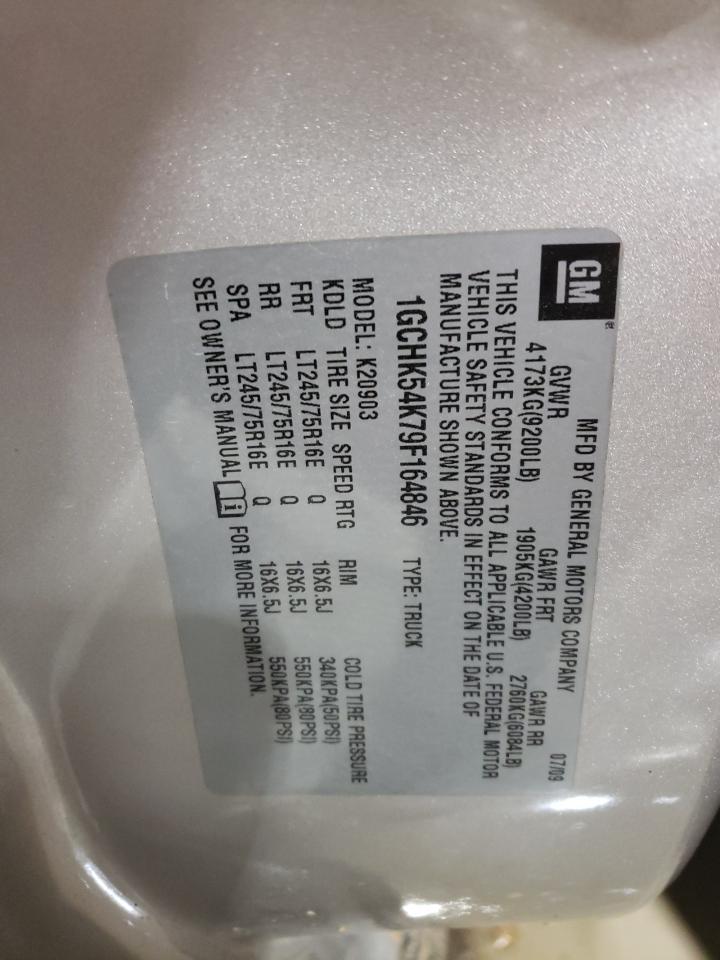 GM
MFD BY GENERAL MOTORS COMPANY 07/09
GVWR GAWR FRT GAWR RR
4173KG(9200LB) 1905KG(4200LB) 2760KG(6084LB)
THIS VEHICLE CONFORMS TO ALL APPLICABLE U.S. FEDERAL MOTOR
VEHICLE SAFETY STANDARDS IN EFFECT ON THE DATE OF
MANUFACTURE SHOWN ABOVE.
1GCHK54K79F164846 TYPE: TRUCK
MODEL: K20903
KDLD TIRE SIZE SPEED RTG RIM COLD TIRE PRESSURE
FRT LT245/75R16E Q 16X6.5J 340KPA(50PSI)
RR LT245/75R16E Q 16X6.5J 550KPA(80PSI)
SPA LT245/75R16E Q 16X6.5J 550KPA(80PSI)
SEE OWNER'S MANUAL i FOR MORE INFORMATION.